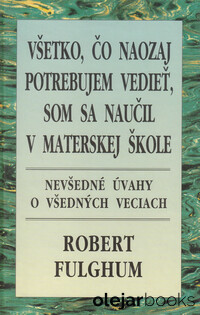 VŠETKO, ČO NAOZAJ
POTREBUJEM VEDIEŤ,
SOM SA NAUČIL
V MATERSKEJ ŠKOLE
NEVŠEDNÉ ÚVAHY
O VŠEDNÝCH VECIACH
ROBERT
FULGHUM
olejarbooks